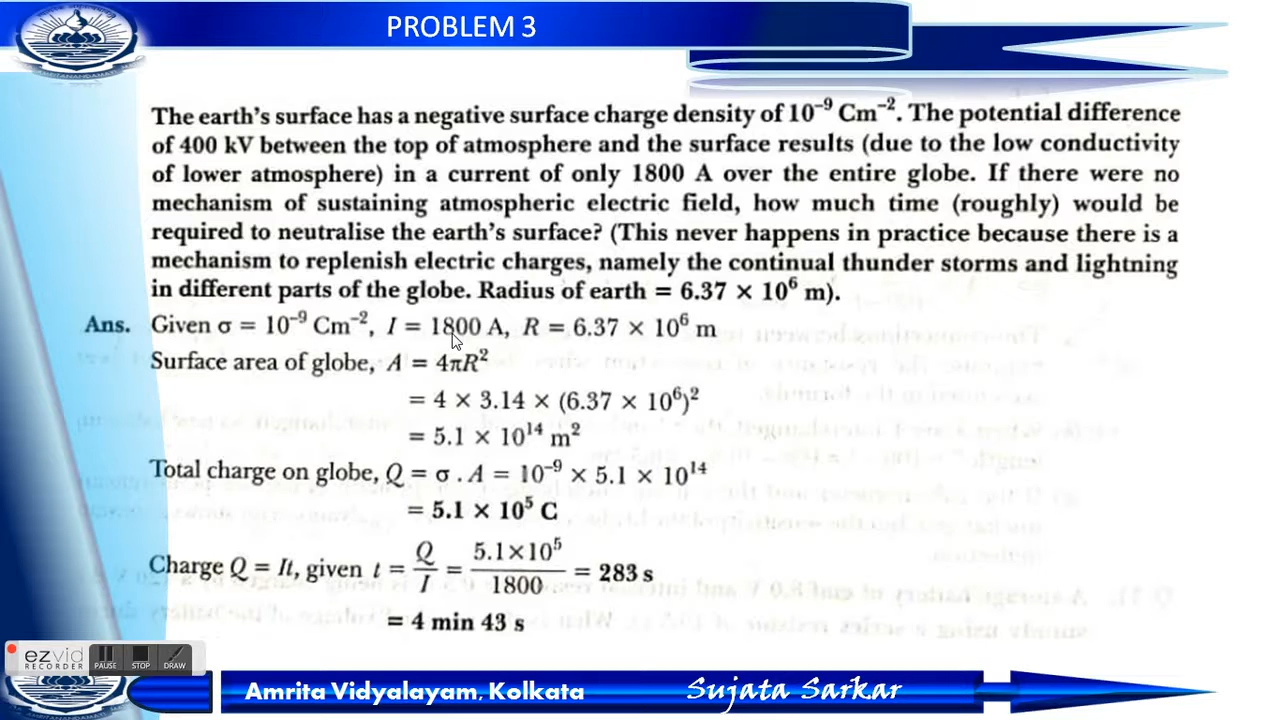 PROBLEM 3
The earth's surface has a negative surface charge density of 10⁻⁹ Cm⁻². The potential difference
of 400 kV between the top of atmosphere and the surface results (due to the low conductivity
of lower atmosphere) in a current of only 1800 A over the entire globe. If there were no
mechanism of sustaining atmospheric electric field, how much time (roughly) would be
required to neutralise the earth's surface? (This never happens in practice because there is a
mechanism to replenish electric charges, namely the continual thunder storms and lightning
in different parts of the globe. Radius of earth = 6.37 × 10⁶ m).
Ans. Given σ = 10⁻⁹ Cm⁻², I = 1800 A, R = 6.37 × 10⁶ m
Surface area of globe, A = 4πR²
= 4 × 3.14 × (6.37 × 10⁶)²
= 5.1 × 10¹⁴ m²
Total charge on globe, Q = σ . A = 10⁻⁹ × 5.1 × 10¹⁴
= 5.1 × 10⁵ C
Charge Q = It, given t = Q/I = 5.1×10⁵/1800 = 283 s
= 4 min 43 s
ezvid
RECORDER
PAUSE STOP DRAW
Amrita Vidyalayam, Kolkata Sujata Sarkar